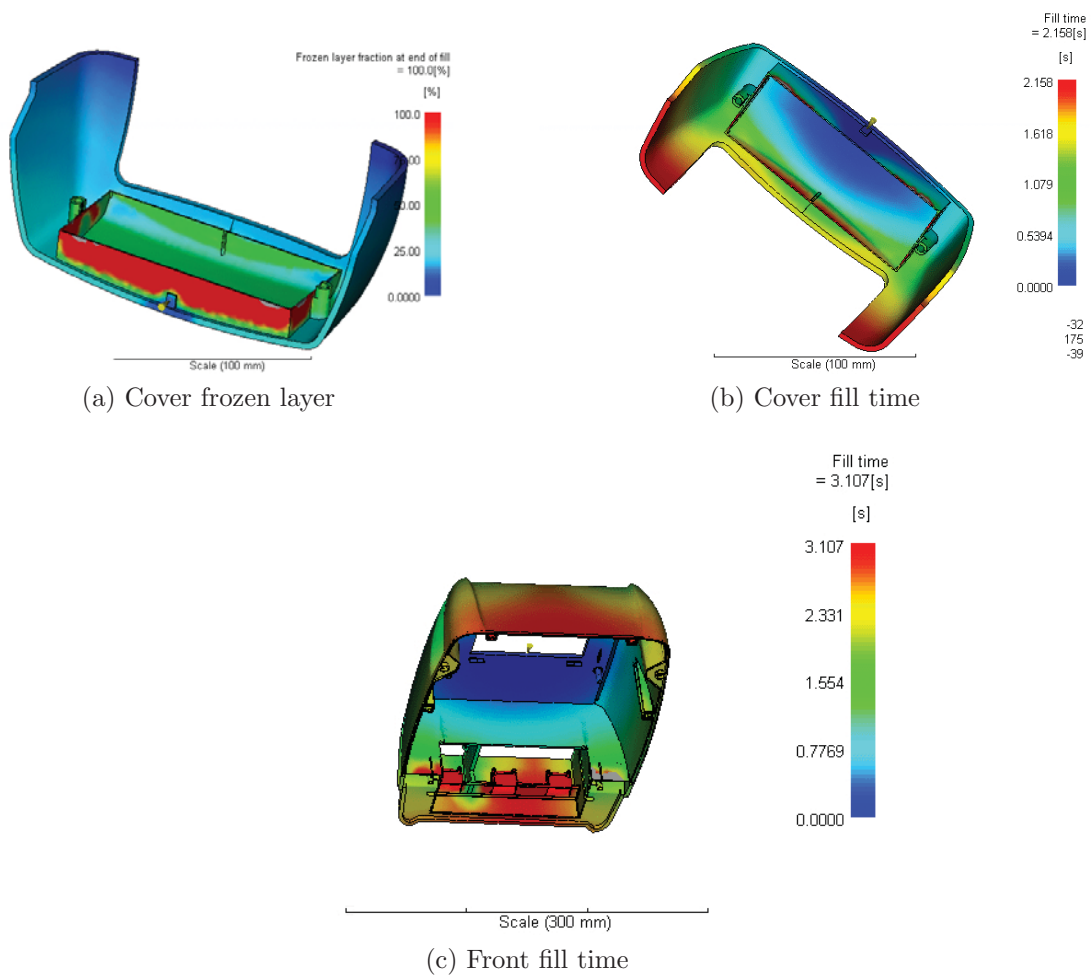 Frozen layer fraction at end of fill
= 100.0[%]
[%]
100.0
00
00
25.00
0.0000
Scale (100 mm)
(a) Cover frozen layer
Fill time
= 2.158[s]
[s]
2.158
1.618
1.079
0.5394
0.0000
-32
175
-39
Scale (100 mm)
(b) Cover fill time
Fill time
= 3.107[s]
[s]
3.107
2.331
1.554
0.7769
0.0000
Scale (300 mm)
(c) Front fill time